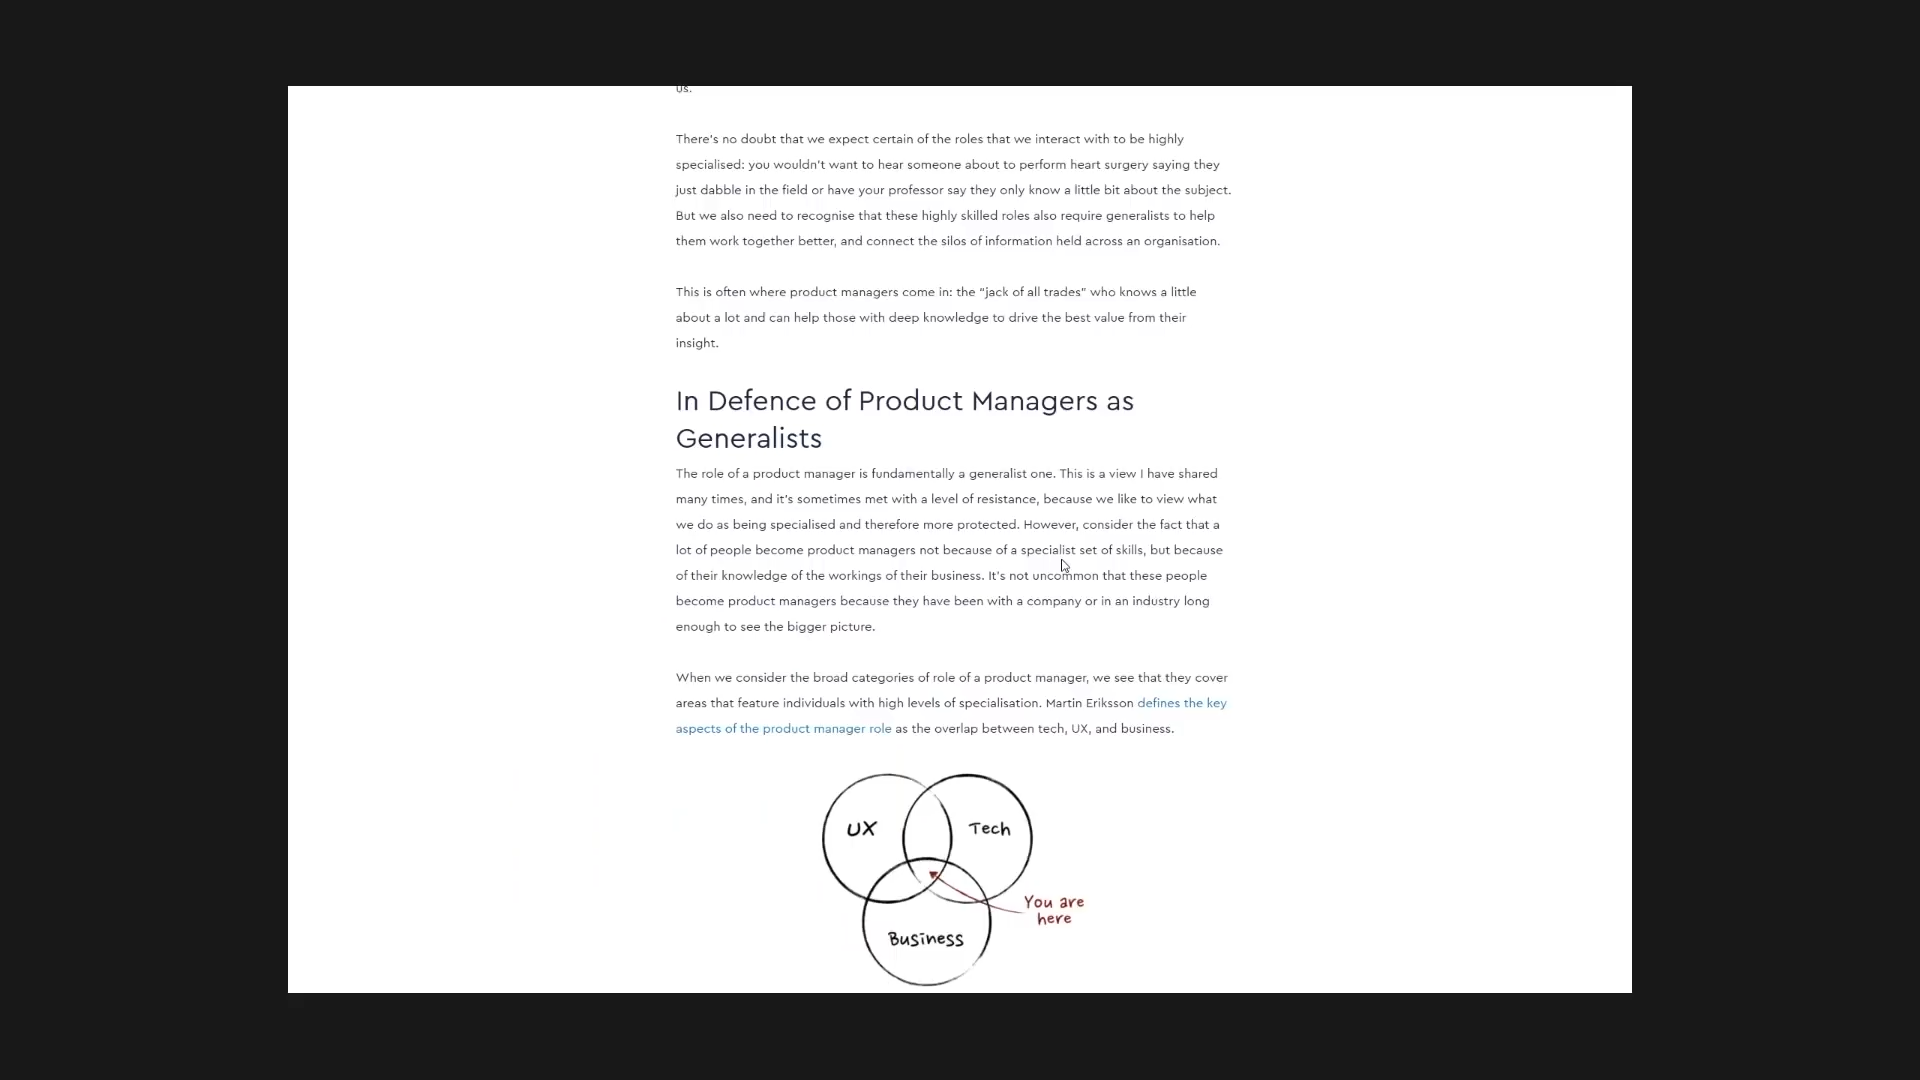 us.
There's no doubt that we expect certain of the roles that we interact with to be highly
specialised: you wouldn't want to hear someone about to perform heart surgery saying they
just dabble in the field or have your professor say they only know a little bit about the subject.
But we also need to recognise that these highly skilled roles also require generalists to help
them work together better, and connect the silos of information held across an organisation.
This is often where product managers come in: the “jack of all trades” who knows a little
about a lot and can help those with deep knowledge to drive the best value from their
insight.
In Defence of Product Managers as
Generalists
The role of a product manager is fundamentally a generalist one. This is a view I have shared
many times, and it's sometimes met with a level of resistance, because we like to view what
we do as being specialised and therefore more protected. However, consider the fact that a
lot of people become product managers not because of a specialist set of skills, but because
of their knowledge of the workings of their business. It's not uncommon that these people
become product managers because they have been with a company or in an industry long
enough to see the bigger picture.
When we consider the broad categories of role of a product manager, we see that they cover
areas that feature individuals with high levels of specialisation. Martin Eriksson defines the key
aspects of the product manager role as the overlap between tech, UX, and business.
UX
Tech
You are
here
Business